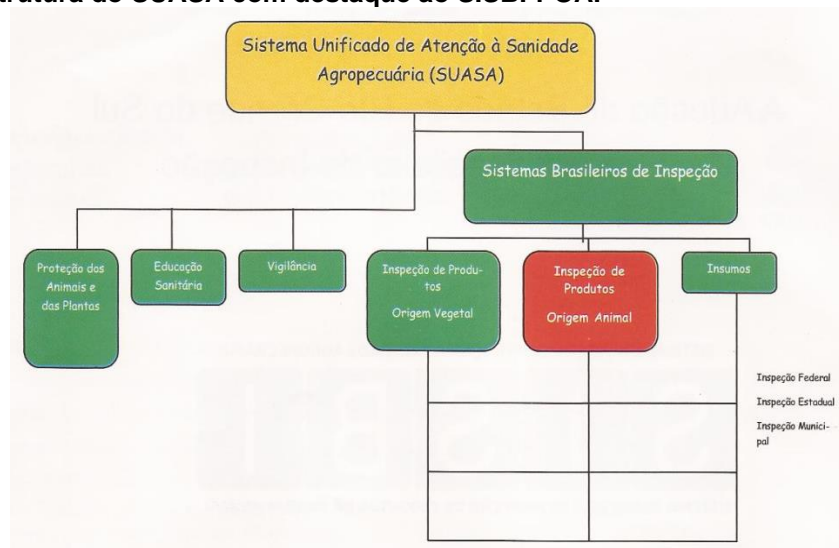 Sistema Unificado de Atenção à Sanidade
Agropecuária (SUASA)
Sistemas Brasileiros de Inspeção
Proteção dos
Animais e
das Plantas
Educação
Sanitária
Vigilância
Inspeção de Produ-
tos
Origem Vegetal
Inspeção de
Produtos
Origem Animal
Insumos
Inspeção Federal
Inspeção Estadual
Inspeção Munici-
pal